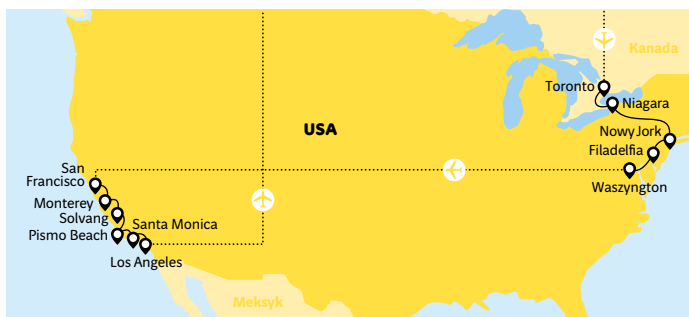 Kanada
Toronto
Niagara
USA
Nowy Jork
Filadelfia
Waszyngton
San
Francisco
Monterey
Solvang
Santa Monica
Pismo Beach
Los Angeles
Meksyk